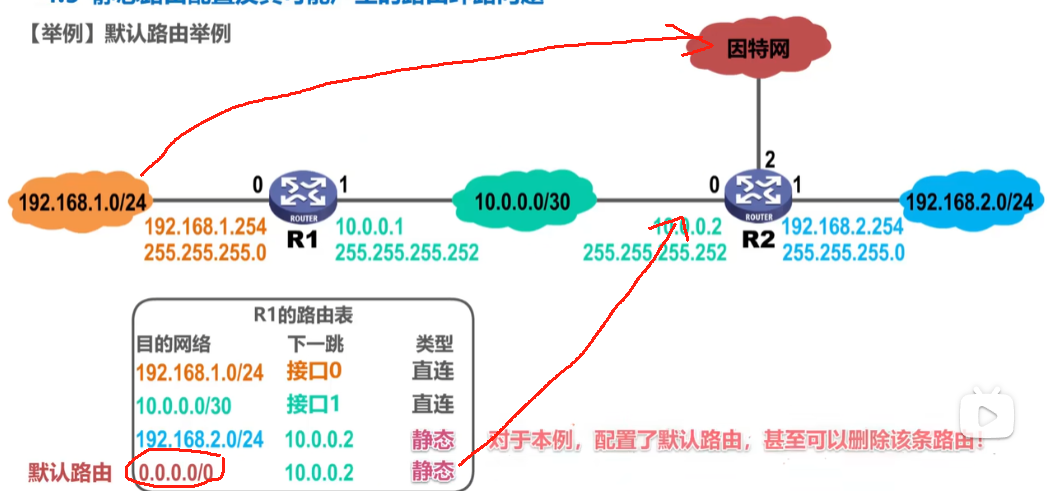 【举例】默认路由举例
因特网
2
192.168.1.0/24
0
1
10.0.0.0/30
0
1
192.168.2.0/24
ROUTER
ROUTER
R1
R2
192.168.1.254
255.255.255.0
10.0.0.1
255.255.255.252
10.0.0.2
255.255.255.252
192.168.2.254
255.255.255.0
R1的路由表
目的网络 下一跳 类型
192.168.1.0/24 接口0 直连
10.0.0.0/30 接口1 直连
192.168.2.0/24 10.0.0.2 静态 对于本例，配置了默认路由，甚至可以删除该条路由！
默认路由 0.0.0.0/0 10.0.0.2 静态